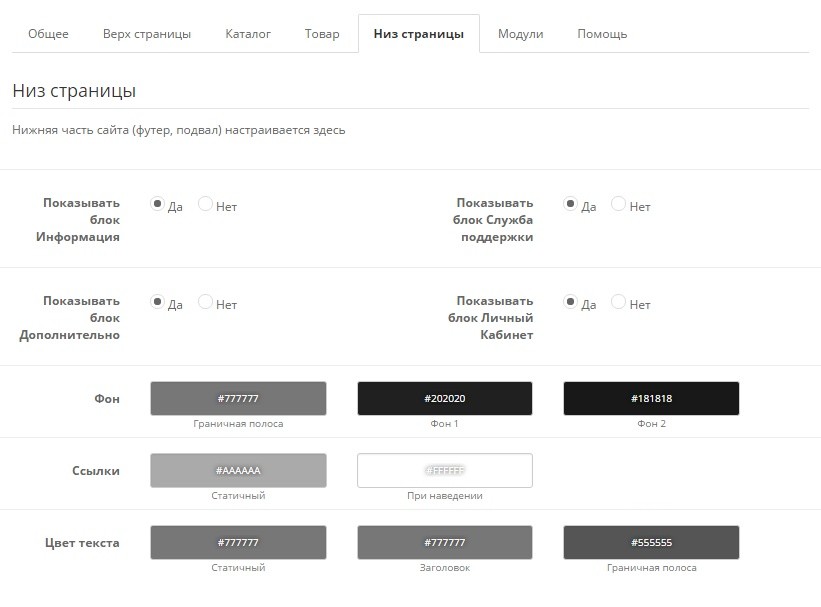 Общее Верх страницы Каталог Товар Низ страницы Модули Помощь
Низ страницы
Нижняя часть сайта (футер, подвал) настраивается здесь
Показывать блок Информация
Да Нет
Показывать блок Служба поддержки
Да Нет
Показывать блок Дополнительно
Да Нет
Показывать блок Личный Кабинет
Да Нет
Фон #777777 #202020 #181818
Граничная полоса Фон 1 Фон 2
Ссылки #AAAAAA #FFFFFF
Статичный При наведении
Цвет текста #777777 #777777 #555555
Статичный Заголовок Граничная полоса